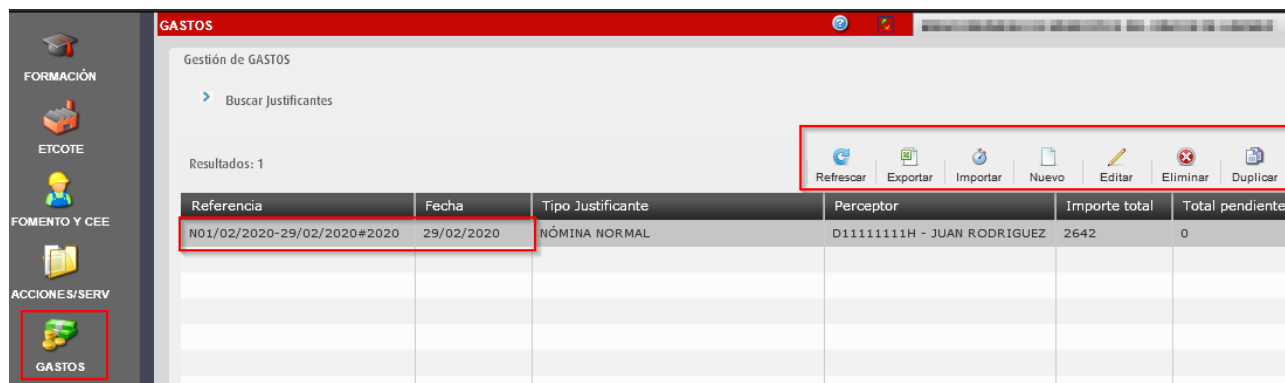 GASTOS
Gestión de GASTOS
Buscar Justificantes
Resultados: 1
Refrescar Exportar Importar Nuevo Editar Eliminar Duplicar
Referencia Fecha Tipo Justificante Perceptor Importe total Total pendiente
N01/02/2020-29/02/2020#2020 29/02/2020 NÓMINA NORMAL D11111111H - JUAN RODRIGUEZ 2642 0
FORMACIÓN
ETCOTE
FOMENTO Y CEE
ACCIONES/SERV
GASTOS